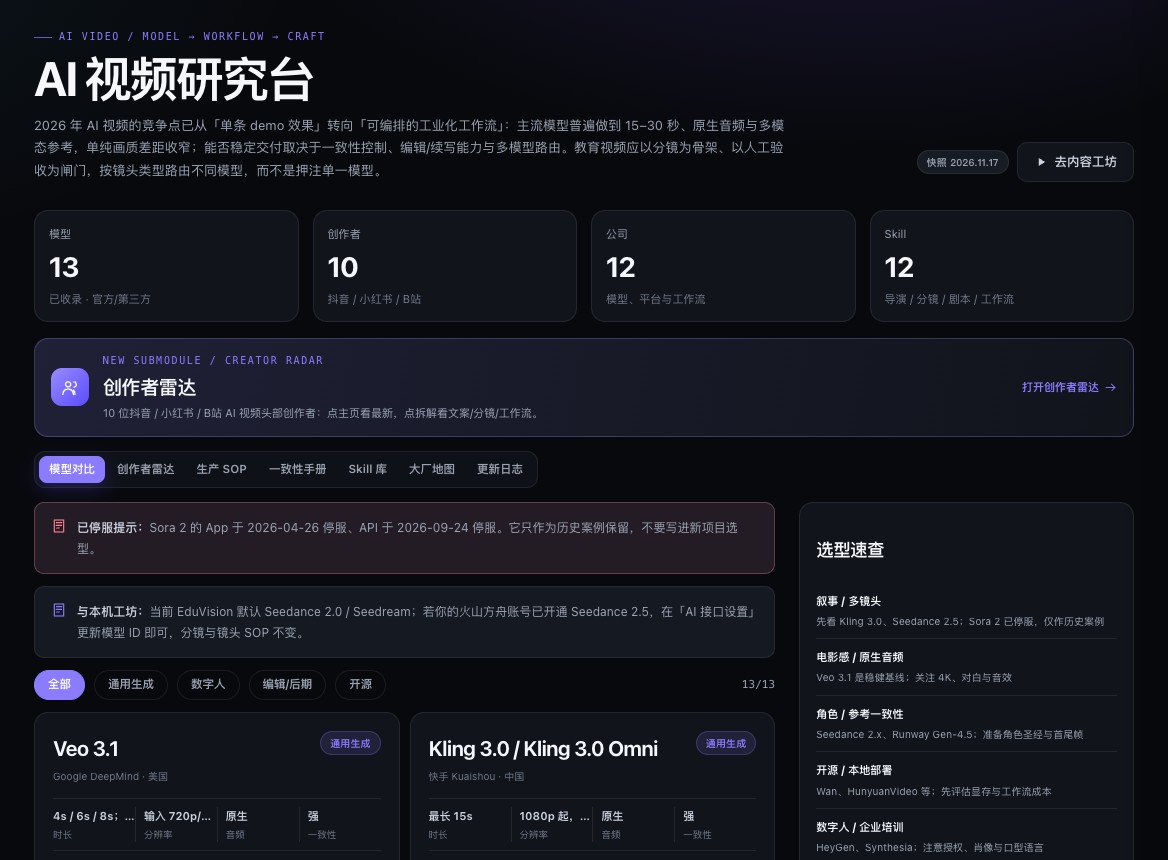 AI VIDEO / MODEL → WORKFLOW → CRAFT
AI 视频研究台
2026 年 AI 视频的竞争点已从「单条 demo 效果」转向「可编排的工业化工作流」：主流模型普遍做到 15–30 秒、原生音频与多模
态参考，单纯画质差距收窄；能否稳定交付取决于一致性控制、编辑/续写能力与多模型路由。教育视频应以分镜为骨架、以人工验
收为闸门，按镜头类型路由不同模型，而不是押注单一模型。
快照 2026.11.17
去内容工坊
模型
13
已收录 · 官方/第三方
创作者
10
抖音 / 小红书 / B站
公司
12
模型、平台与工作流
Skill
12
导演 / 分镜 / 剧本 / 工作流
NEW SUBMODULE / CREATOR RADAR
创作者雷达
10 位抖音 / 小红书 / B站 AI 视频头部创作者：点主页看最新，点拆解看文案/分镜/工作流。
打开创作者雷达 →
模型对比 创作者雷达 生产 SOP 一致性手册 Skill 库 大厂地图 更新日志
已停服提示：Sora 2 的 App 于 2026-04-26 停服、API 于 2026-09-24 停服。它只作为历史案例保留，不要写进新项目选
型。
与本机工坊：当前 EduVision 默认 Seedance 2.0 / Seedream；若你的火山方舟账号已开通 Seedance 2.5，在「AI 接口设置」
更新模型 ID 即可，分镜与镜头 SOP 不变。
全部 通用生成 数字人 编辑/后期 开源
13/13
Veo 3.1
通用生成
Google DeepMind · 美国
4s / 6s / 8s；...
时长
输入 720p/...
分辨率
原生
音频
强
一致性
Kling 3.0 / Kling 3.0 Omni
通用生成
快手 Kuaishou · 中国
最长 15s
时长
1080p 起，...
分辨率
原生
音频
强
一致性
选型速查
叙事 / 多镜头
先看 Kling 3.0、Seedance 2.5；Sora 2 已停服，仅作历史案例
电影感 / 原生音频
Veo 3.1 是稳健基线；关注 4K、对白与音效
角色 / 参考一致性
Seedance 2.x、Runway Gen-4.5；准备角色圣经与首尾帧
开源 / 本地部署
Wan、HunyuanVideo 等；先评估显存与工作流成本
数字人 / 企业培训
HeyGen、Synthesia；注意授权、肖像与口型语言